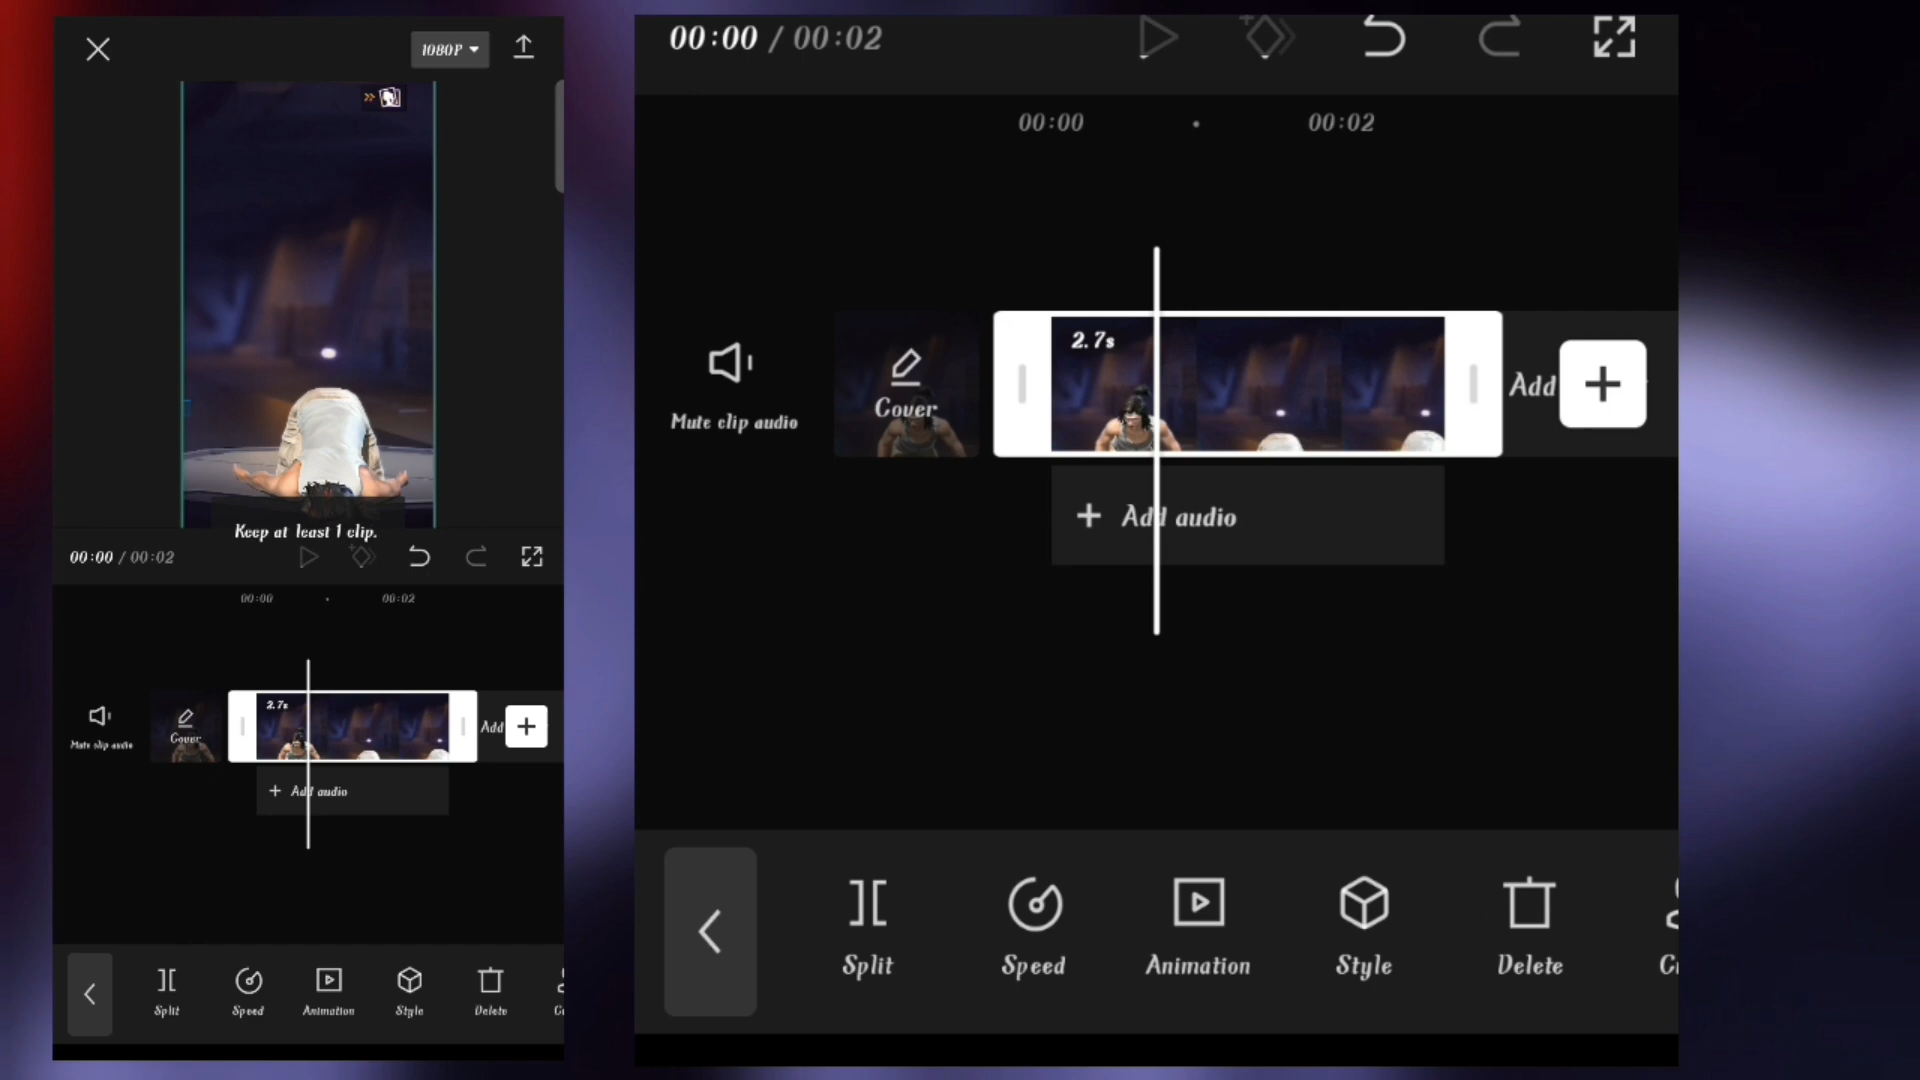 1080P
Keep at least 1 clip.
00:00 / 00:02
00:00
00:02
2.7s
Mute clip audio
Cover
Add
+ Add audio
Split
Speed
Animation
Style
Delete
00:00 / 00:02
00:00
00:02
2.7s
Mute clip audio
Cover
Add
+ Add audio
Split
Speed
Animation
Style
Delete